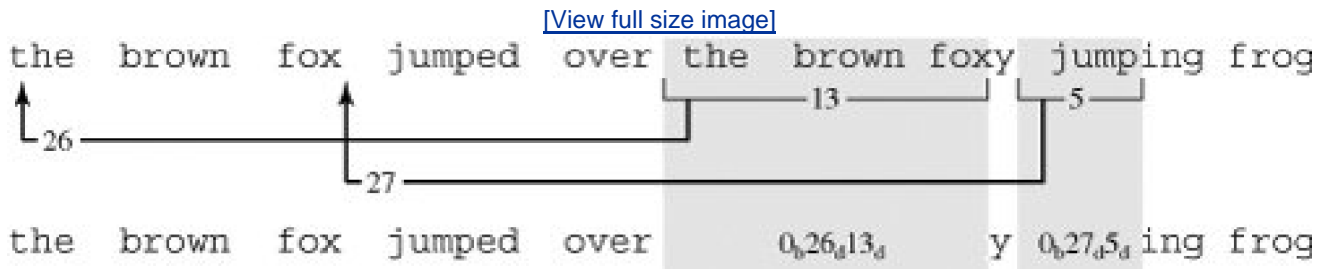 [View full size image]
the brown fox jumped over the brown foxy jumping frog
13 5
26
27
the brown fox jumped over 0b26d13d y 0b27d5d ing frog